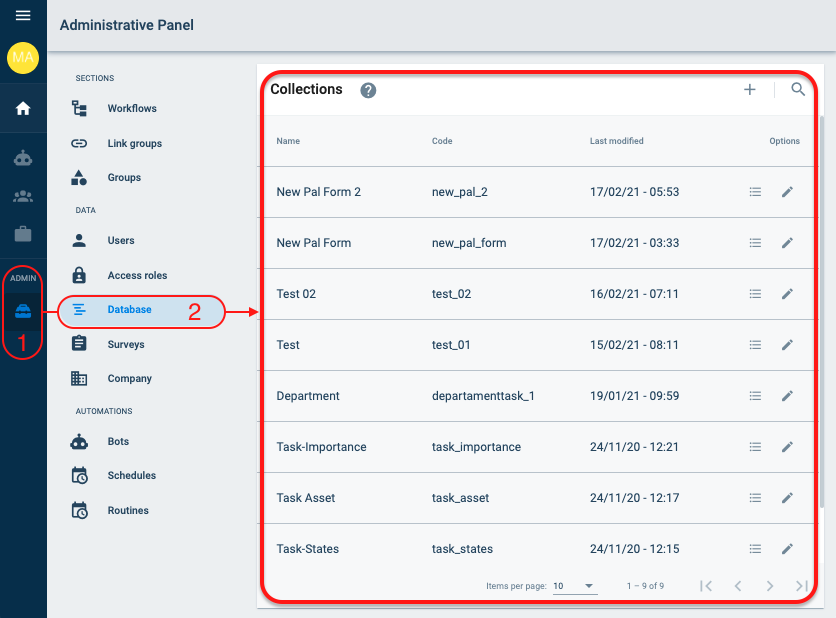 Administrative Panel
MA
SECTIONS
Workflows
Link groups
Groups
DATA
Users
Access roles
ADMIN
1
Database 2
Surveys
Company
AUTOMATIONS
Bots
Schedules
Routines
Collections ?
Name Code Last modified Options
New Pal Form 2 new_pal_2 17/02/21 - 05:53
New Pal Form new_pal_form 17/02/21 - 03:33
Test 02 test_02 16/02/21 - 07:11
Test test_01 15/02/21 - 08:11
Department departamenttask_1 19/01/21 - 09:59
Task-Importance task_importance 24/11/20 - 12:21
Task Asset task_asset 24/11/20 - 12:17
Task-States task_states 24/11/20 - 12:15
Items per page: 10 1 – 9 of 9